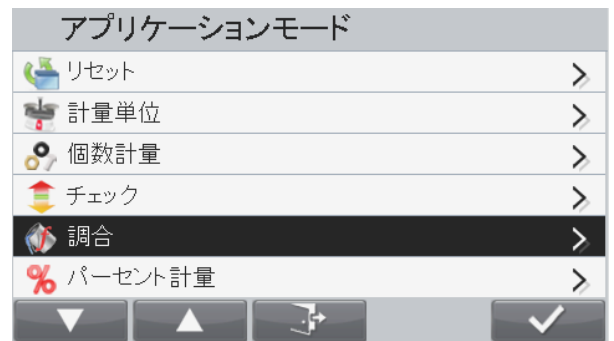 アプリケーションモード
リセット
計量単位
個数計量
チェック
調合
パーセント計量